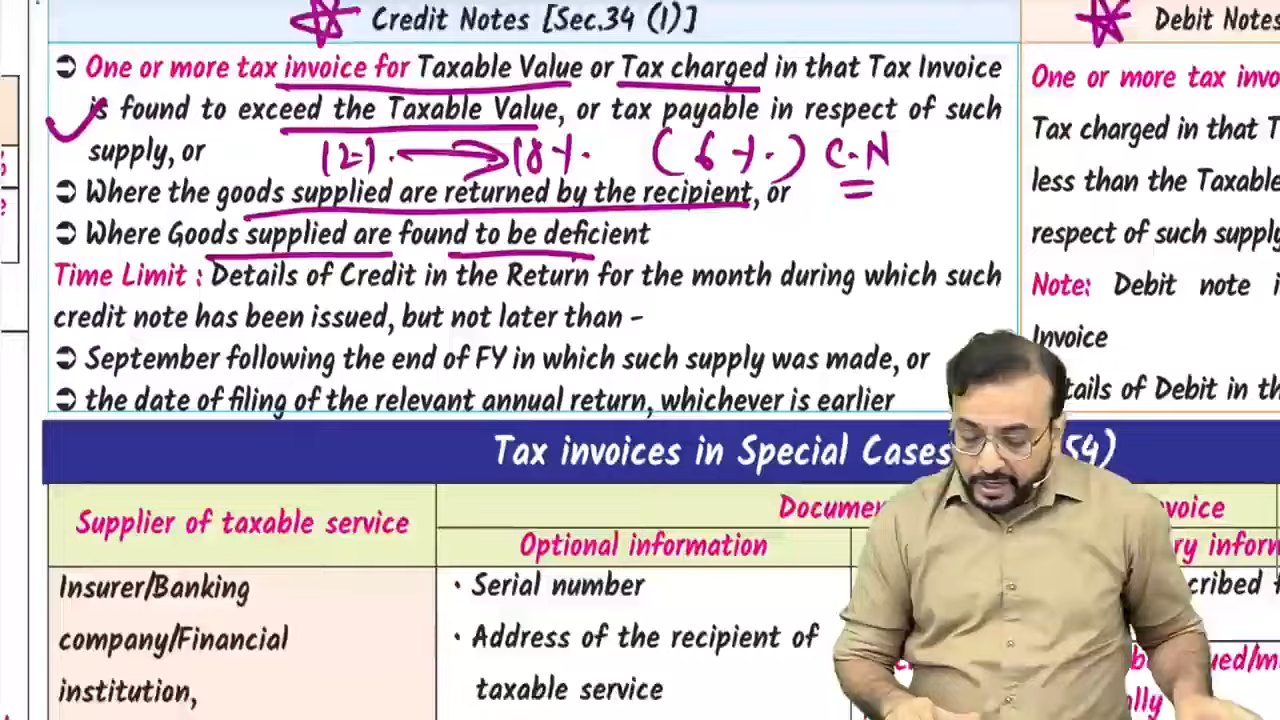 Credit Notes [Sec.34 (1)]
➲ One or more tax invoice for Taxable Value or Tax charged in that Tax Invoice
is found to exceed the Taxable Value, or tax payable in respect of such
supply, or
12%. 18%. (6%.) C.N
➲ Where the goods supplied are returned by the recipient, or
➲ Where Goods supplied are found to be deficient
Time Limit : Details of Credit in the Return for the month during which such
credit note has been issued, but not later than –
➲ September following the end of FY in which such supply was made, or
➲ the date of filing of the relevant annual return, whichever is earlier
Debit Notes
One or more tax invo
Tax charged in that T
less than the Taxable
respect of such supply
Note: Debit note i
Invoice
tails of Debit in th
Tax invoices in Special Cases 54)
Supplier of taxable service
Documen voice
Optional information
ry inform
Insurer/Banking
company/Financial
institution,
• Serial number
• Address of the recipient of
taxable service
cribed
ued/m
lly